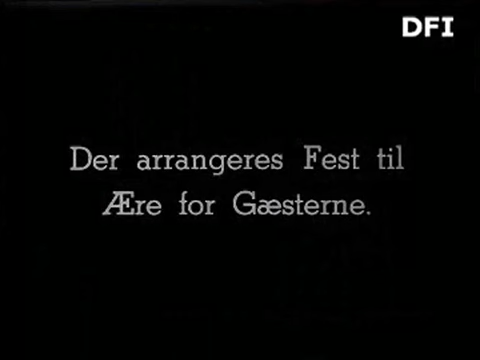 DFI
Der arrangeres Fest til
Ære for Gæsterne.